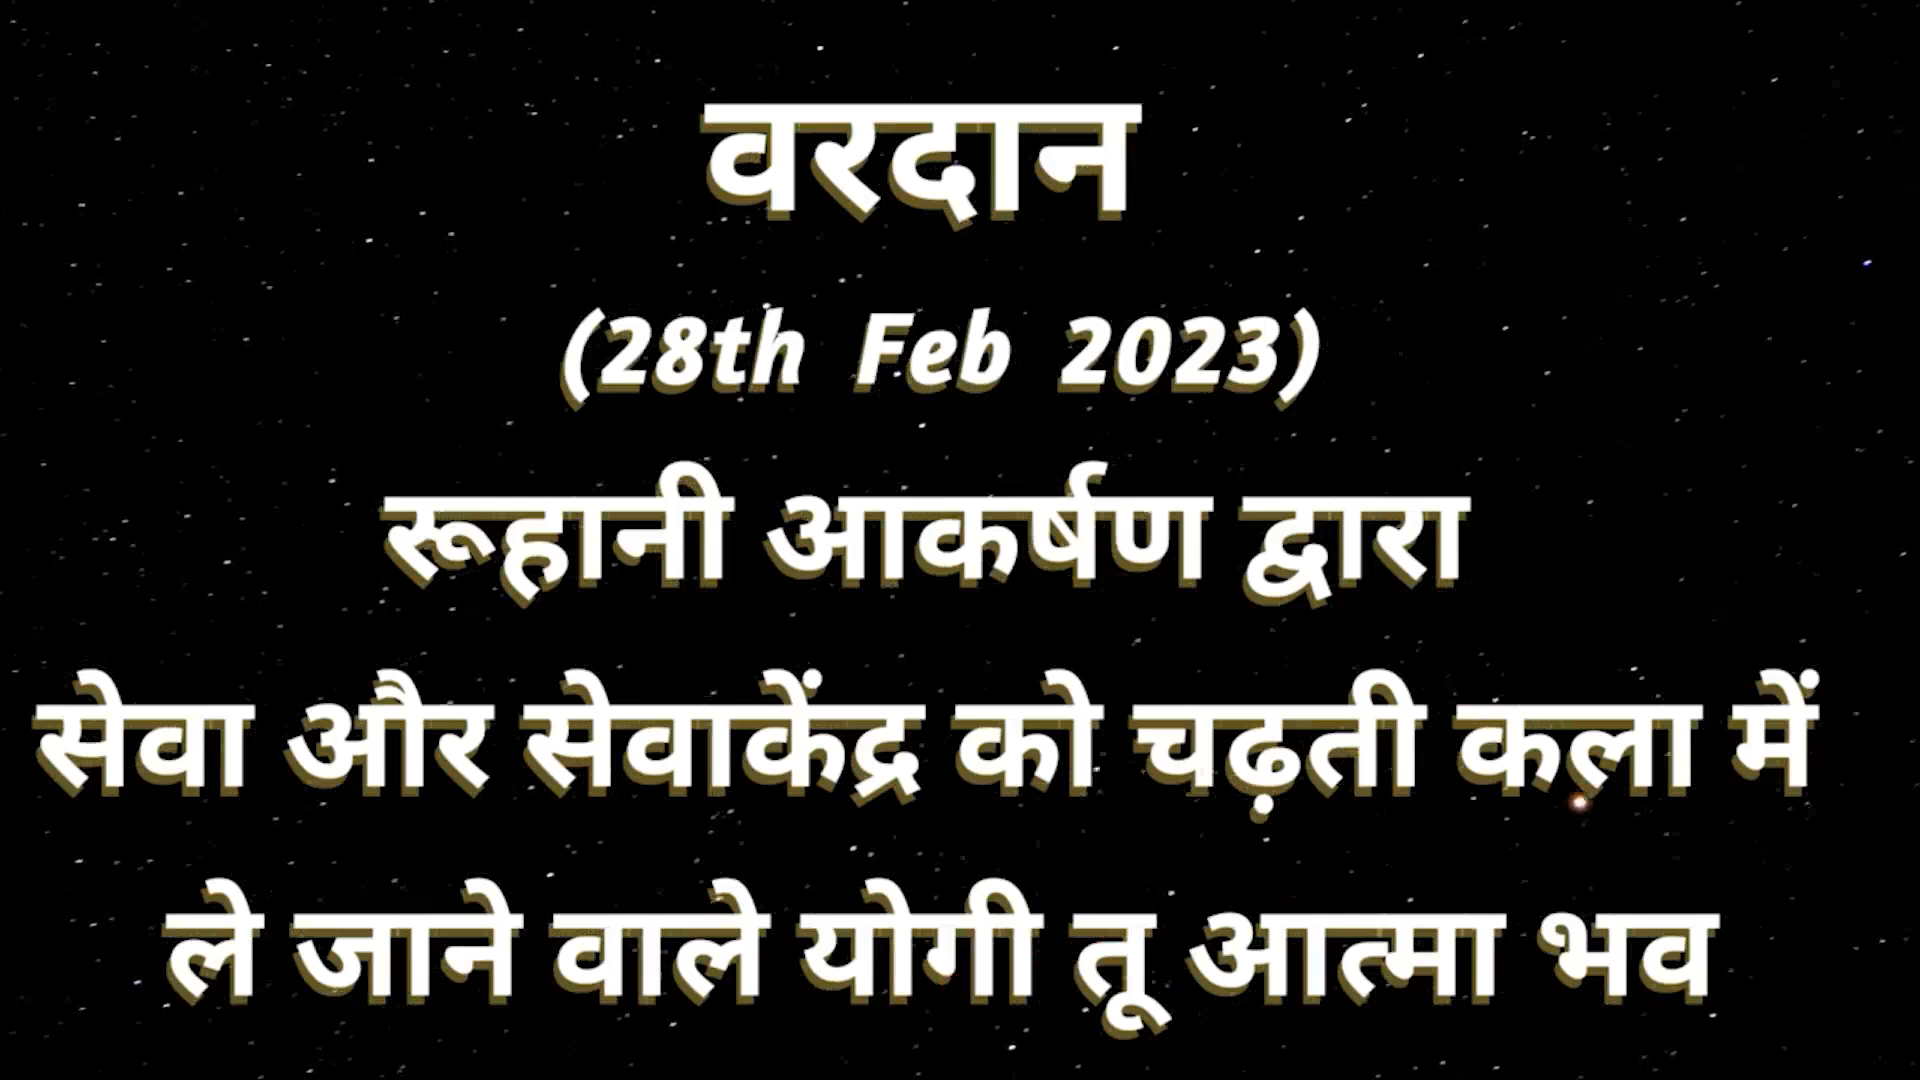 वरदान
(28th Feb 2023)
रूहानी आकर्षण द्वारा
सेवा और सेवाकेंद्र को चढ़ती कला में
ले जाने वाले योगी तू आत्मा भव